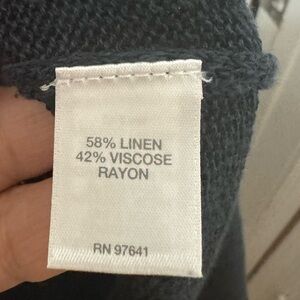 58% LINEN
42% VISCOSE
RAYON
RN 97641